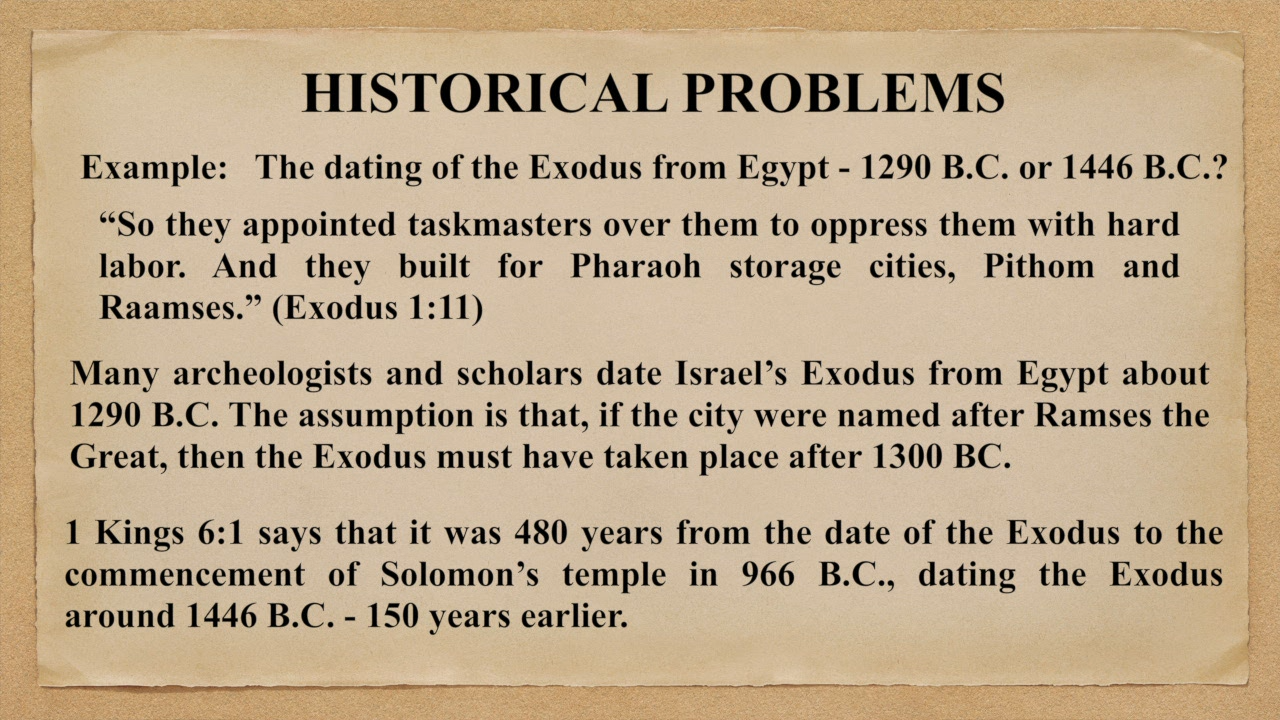 HISTORICAL PROBLEMS
Example: The dating of the Exodus from Egypt - 1290 B.C. or 1446 B.C.?
“So they appointed taskmasters over them to oppress them with hard
labor. And they built for Pharaoh storage cities, Pithom and
Raamses.” (Exodus 1:11)
Many archeologists and scholars date Israel’s Exodus from Egypt about
1290 B.C. The assumption is that, if the city were named after Ramses the
Great, then the Exodus must have taken place after 1300 BC.
1 Kings 6:1 says that it was 480 years from the date of the Exodus to the
commencement of Solomon’s temple in 966 B.C., dating the Exodus
around 1446 B.C. - 150 years earlier.